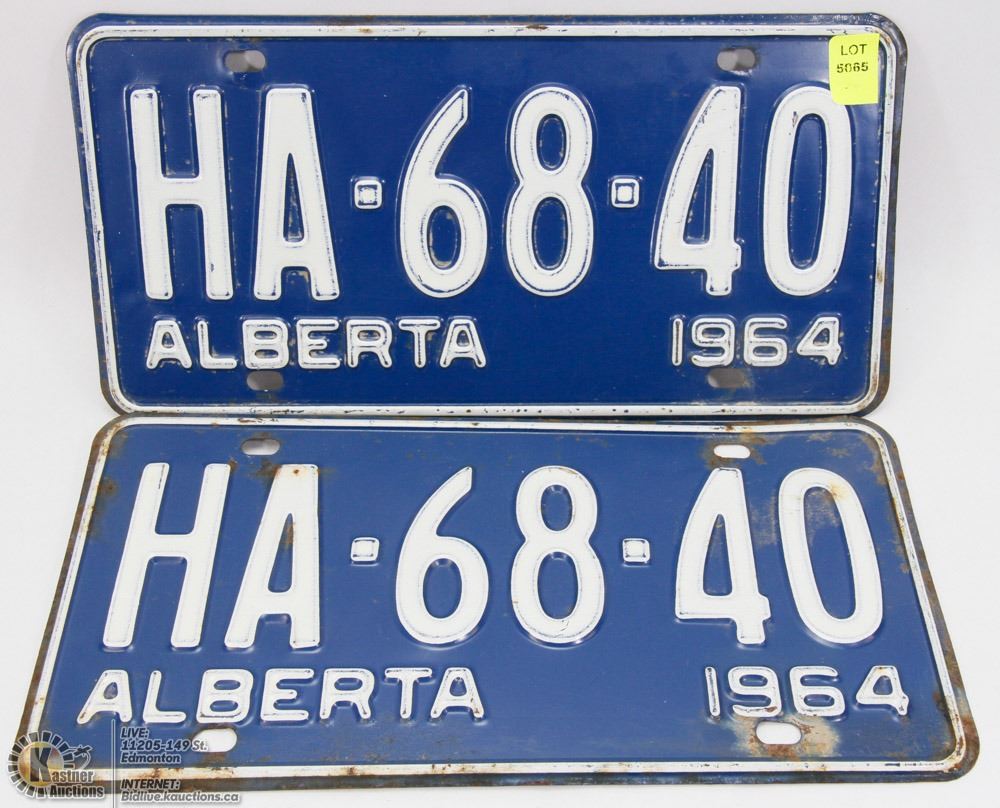 LOT
5065
HA·68·40
ALBERTA 1964
HA·68·40
ALBERTA 1964
Kastner
Auctions
LIVE:
11205-149 St.
Edmonton
INTERNET:
Bidlive.kauctions.ca